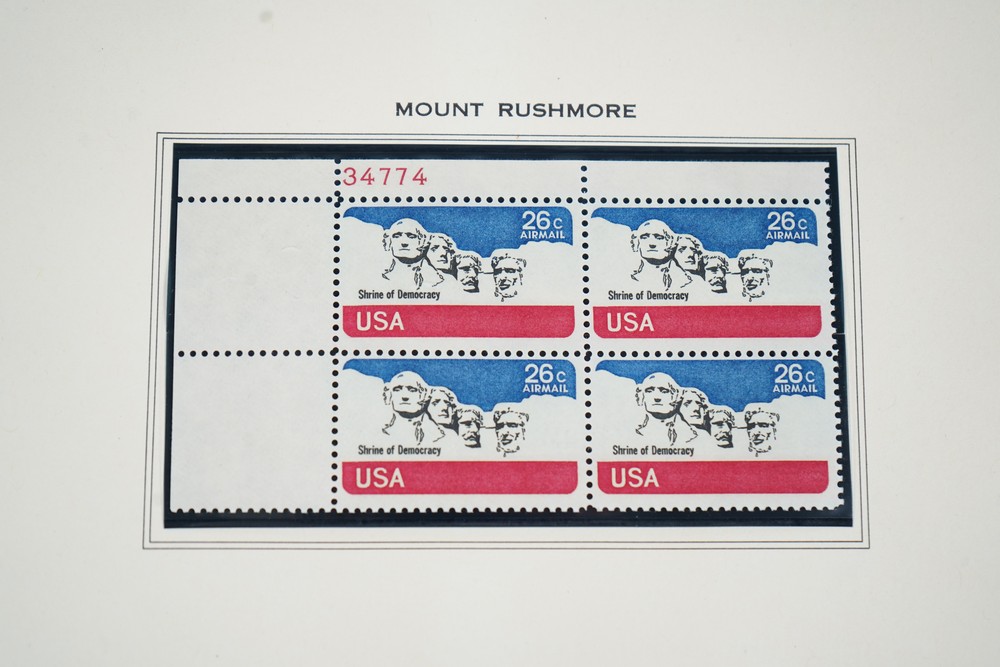 MOUNT RUSHMORE
34774
26c
AIRMAIL
Shrine of Democracy
USA
26c
AIRMAIL
Shrine of Democracy
USA
26c
AIRMAIL
Shrine of Democracy
USA
26c
AIRMAIL
Shrine of Democracy
USA